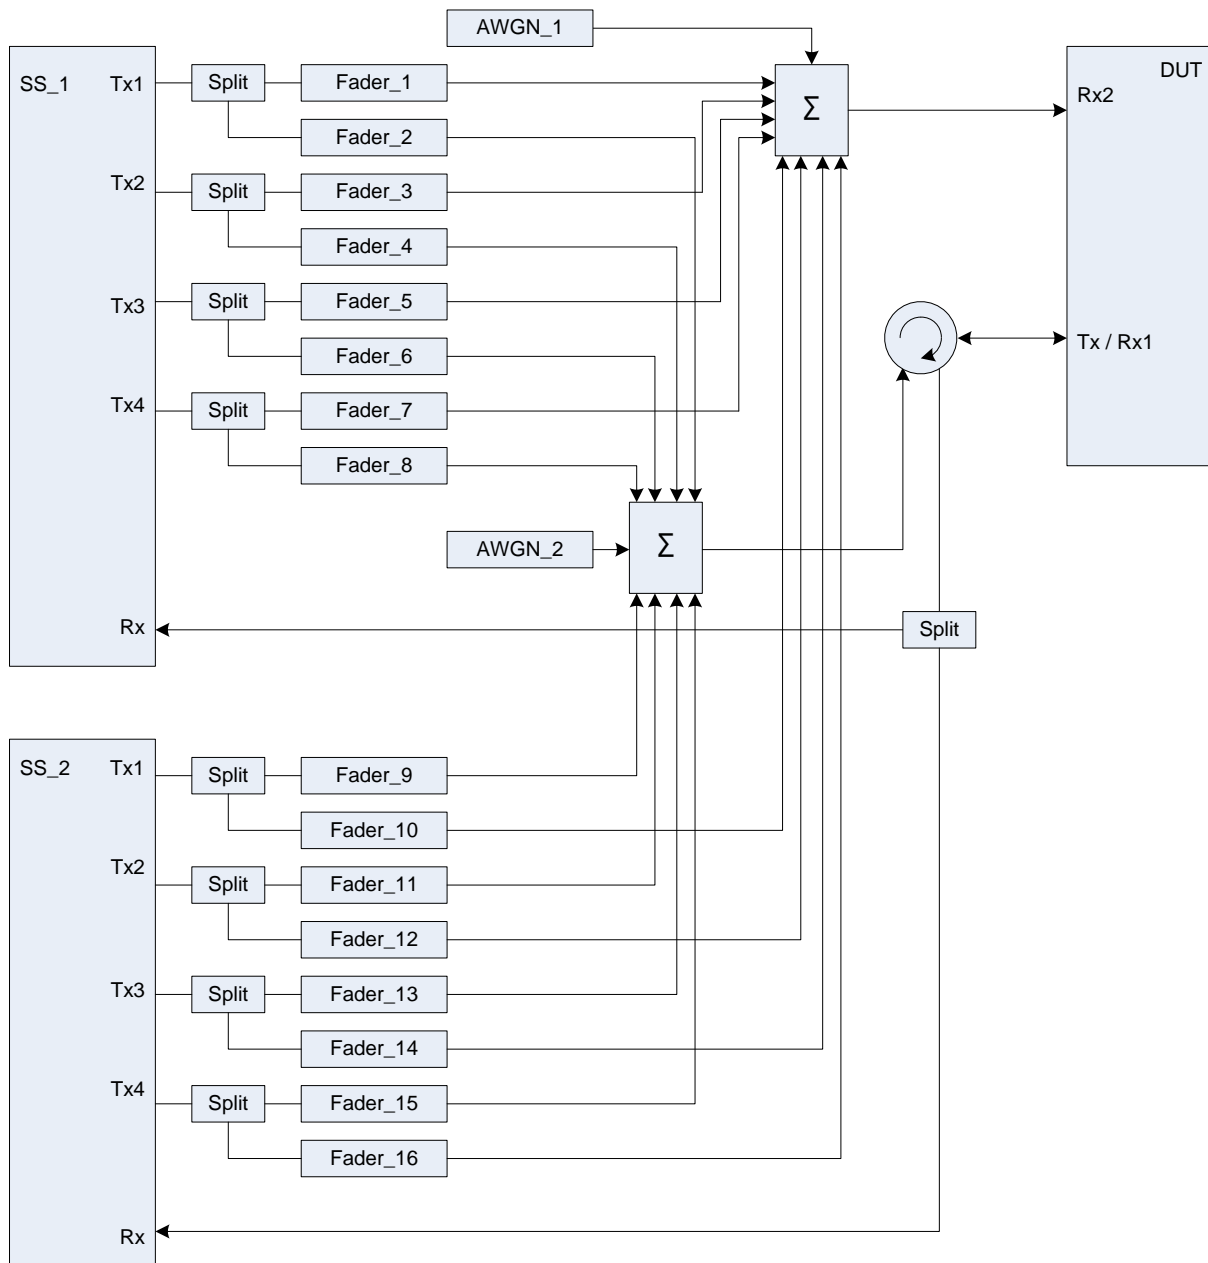 AWGN_1
SS_1
Tx1
Split
Fader_1
Σ
DUT
Rx2
Fader_2
Tx2
Split
Fader_3
Fader_4
Tx3
Split
Fader_5
Fader_6
Tx / Rx1
Tx4
Split
Fader_7
Fader_8
AWGN_2
Σ
Rx
Split
SS_2
Tx1
Split
Fader_9
Fader_10
Tx2
Split
Fader_11
Fader_12
Tx3
Split
Fader_13
Fader_14
Tx4
Split
Fader_15
Fader_16
Rx